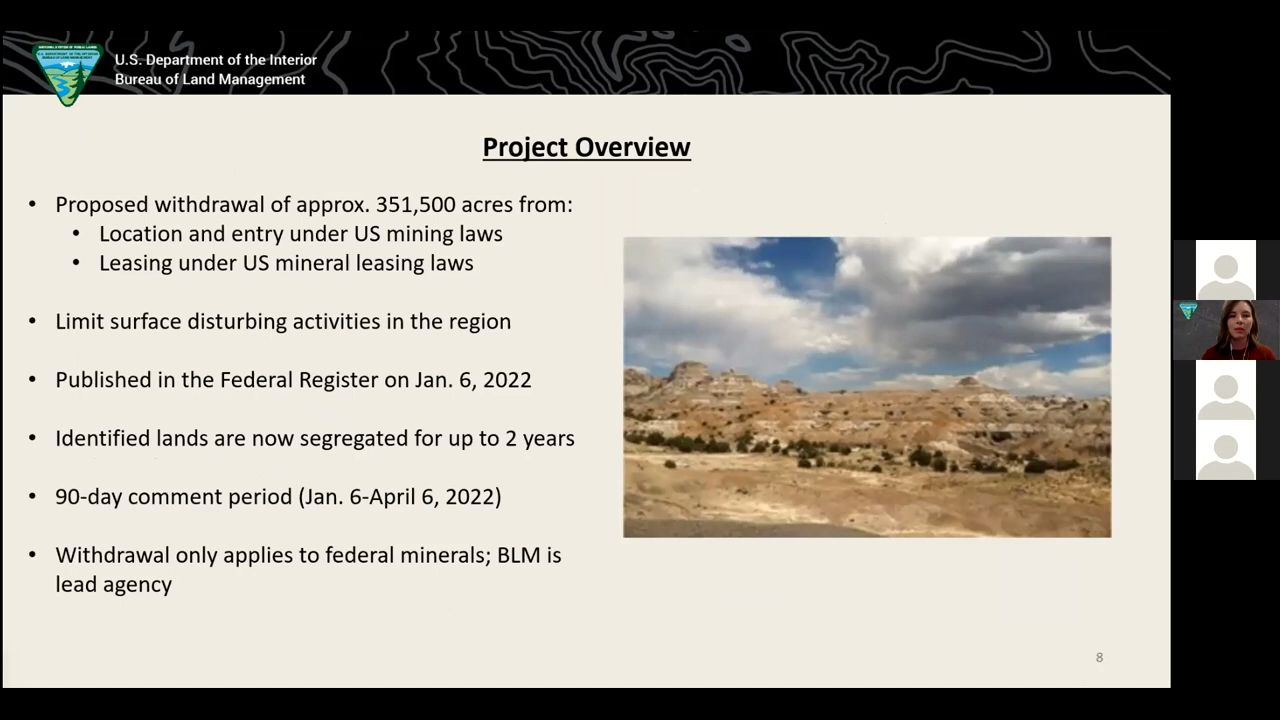 U.S. Department of the Interior
Bureau of Land Management
Project Overview
• Proposed withdrawal of approx. 351,500 acres from:
• Location and entry under US mining laws
• Leasing under US mineral leasing laws
• Limit surface disturbing activities in the region
• Published in the Federal Register on Jan. 6, 2022
• Identified lands are now segregated for up to 2 years
• 90-day comment period (Jan. 6-April 6, 2022)
• Withdrawal only applies to federal minerals; BLM is
lead agency
8